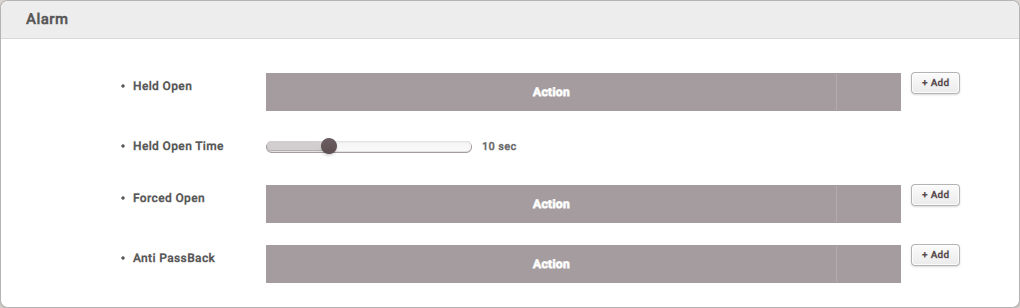 Alarm
• Held Open
Action
+ Add
• Held Open Time
10 sec
• Forced Open
Action
+ Add
• Anti PassBack
Action
+ Add